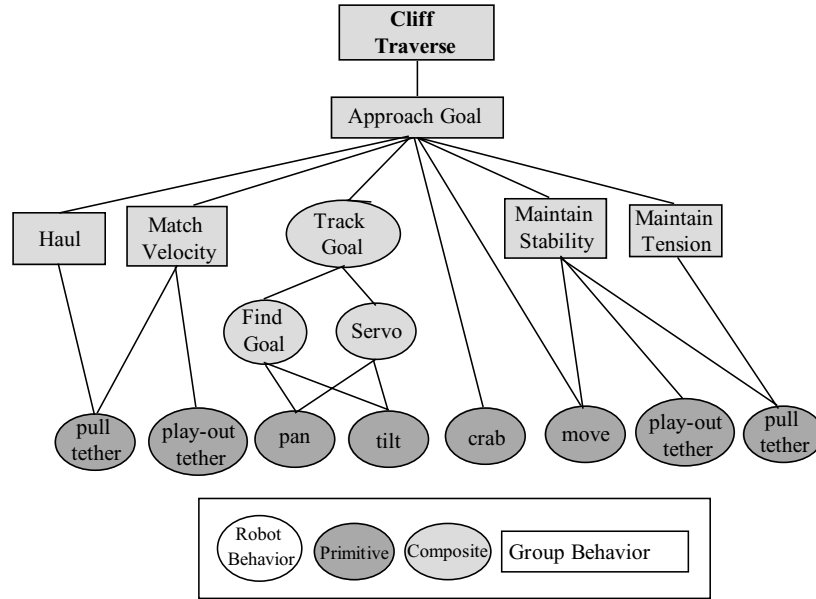 Cliff
Traverse
Approach Goal
Haul
Match
Velocity
Track
Goal
Maintain
Stability
Maintain
Tension
Find
Goal
Servo
pull
tether
play-out
tether
pan
tilt
crab
move
play-out
tether
pull
tether
Robot
Behavior
Primitive
Composite
Group Behavior